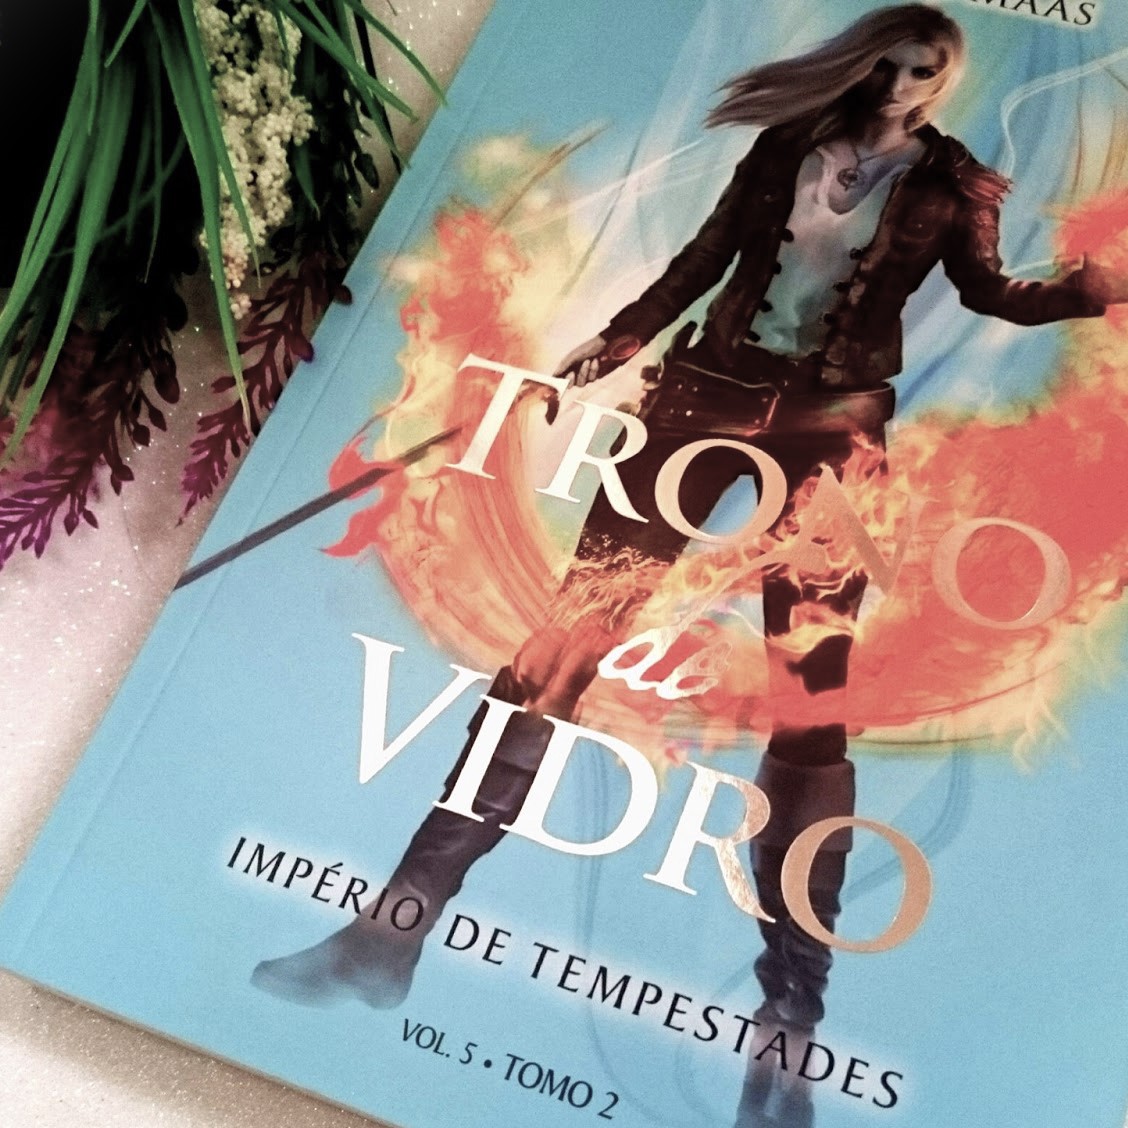 MAAS
TRONO
de
VIDRO
IMPÉRIO DE TEMPESTADES
VOL. 5 • TOMO 2